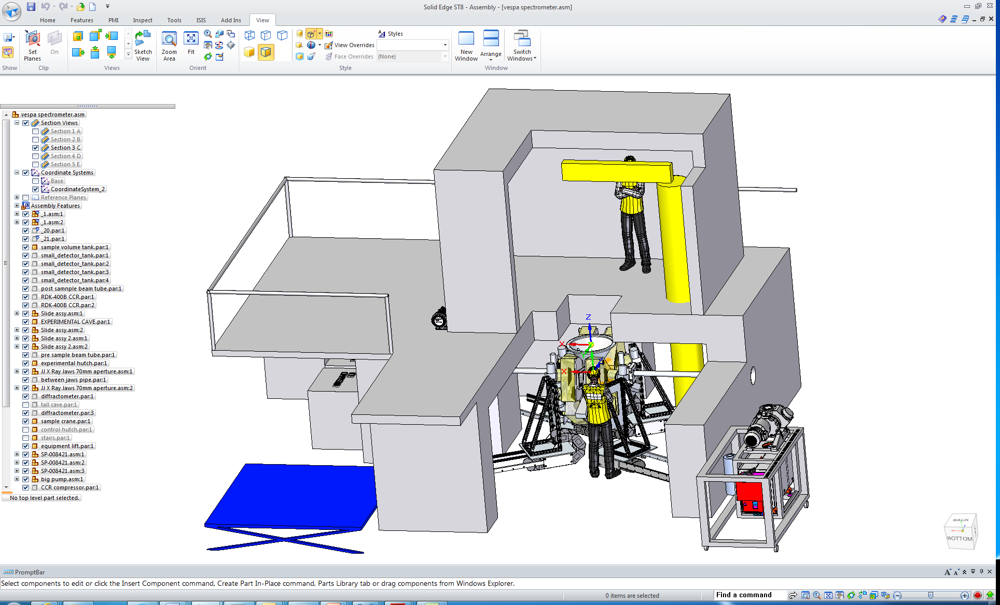 Solid Edge ST8 - Assembly - [vespa spectrometer.asm]
Home Features PMI Inspect Tools ISIS Add Ins View
Set Planes
On
Sketch View
Zoom Area
Fit
View Overrides
Face Overrides
Styles
(None)
New Window
Arrange
Switch Windows
Show Clip Views Orient Style Window
vespa spectrometer.asm
Section Views
Section 1 A
Section 2 B
Section 3 C
Section 4 D
Section 5 E
Coordinate Systems
Base
CoordinateSystem_2
Reference Planes
Assembly Features
_1.asm:1
_1.asm:2
_20.par:1
_21.par:1
sample volume tank.par:1
small_detector_tank.par:1
small_detector_tank.par:2
small_detector_tank.par:3
small_detector_tank.par:4
post samnple beam tube.par:1
RDK-400B CCR.par:1
RDK-400B CCR.par:2
Slide assy.asm:1
EXPERIMENTAL CAVE.par:1
Slide assy.asm:2
Slide assy 2.asm:1
Slide assy 2.asm:2
pre sample beam tube.par:1
experimental hutch.par:1
JJ X Ray Jaws 70mm aperture.asm:1
between jaws pipe.par:1
JJ X Ray Jaws 70mm aperture.asm:2
diffractometer.par:1
tall cave.par:1
diffractometer.par:3
sample crane.par:1
control hutch.par:1
stairs.par:1
equipment lift.par:1
SP-008421.asm:1
SP-008421.asm:2
SP-008421.asm:3
big pump.asm:1
CCR compressor.par:1
No top level part selected.
Z
X
Y
X
BACK
BOTTOM
PromptBar
Select components to edit or click the Insert Component command, Create Part In-Place command, Parts Library tab or drag components from Windows Explorer.
0 items are selected
Find a command